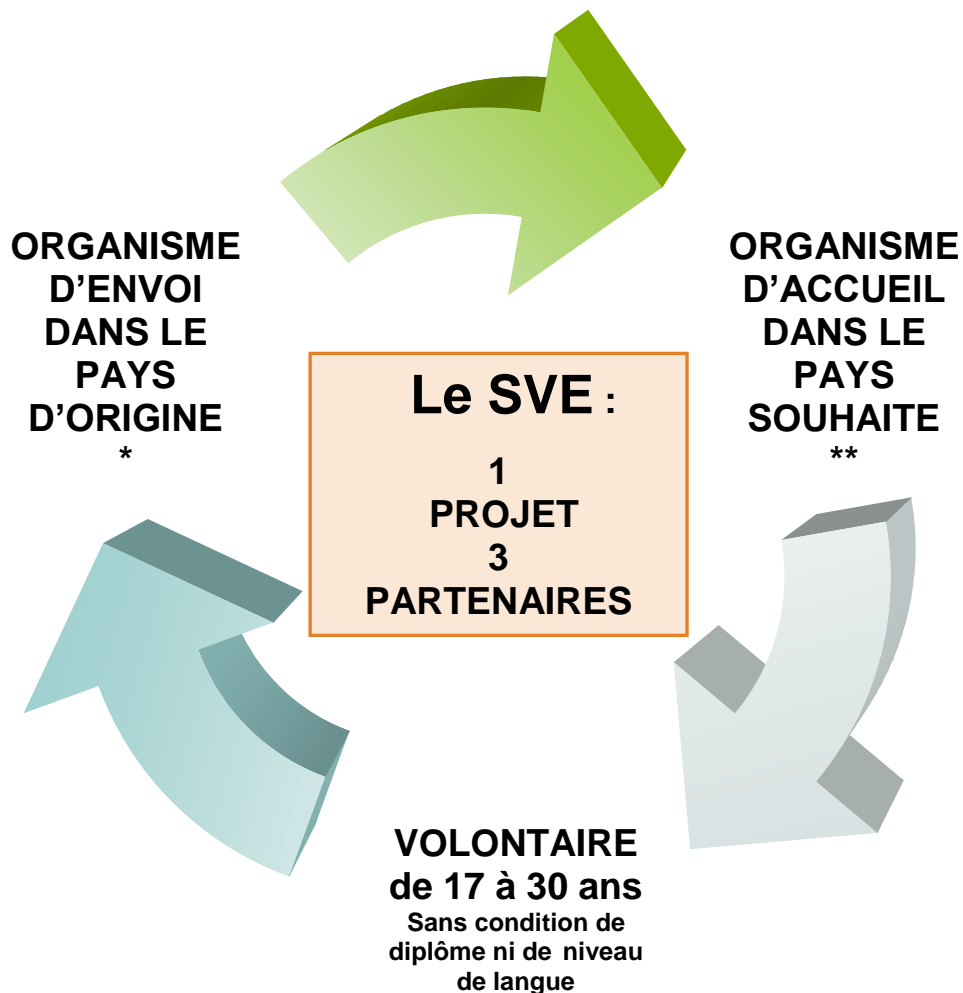 ORGANISME
D’ENVOI
DANS LE
PAYS
D’ORIGINE
*
ORGANISME
D’ACCUEIL
DANS LE
PAYS
SOUHAITE
**
Le SVE :
1
PROJET
3
PARTENAIRES
VOLONTAIRE
de 17 à 30 ans
Sans condition de
diplôme ni de niveau
de langue